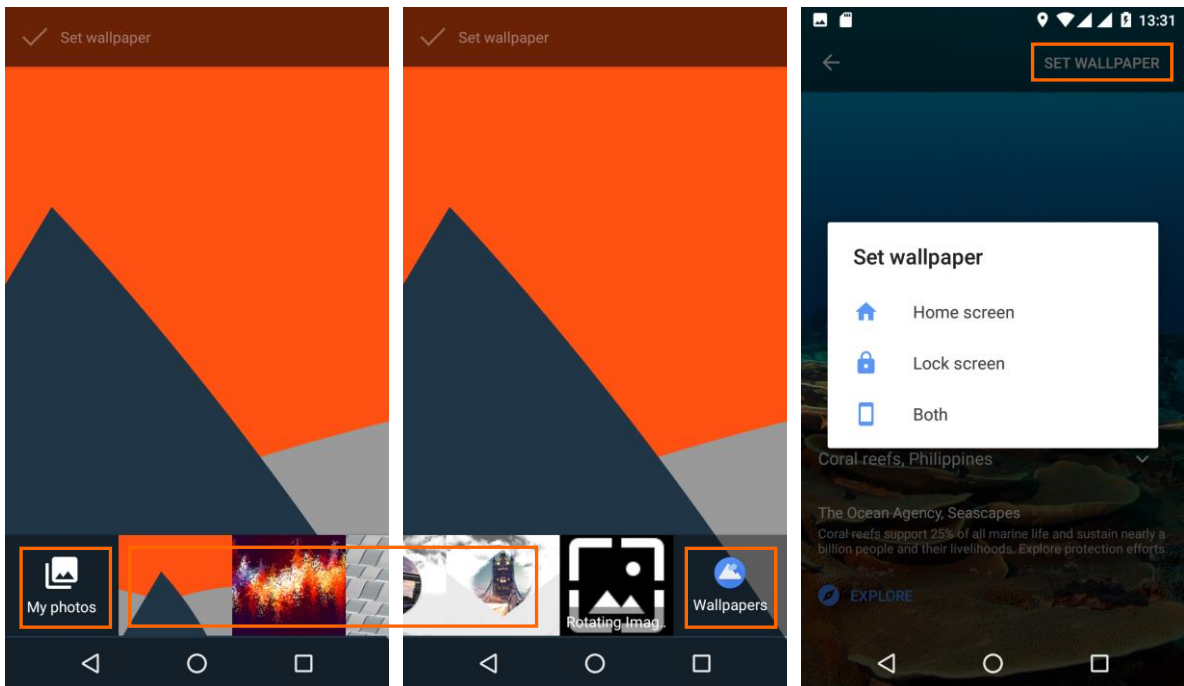 Set wallpaper
My photos
Set wallpaper
Rotating Imag..
Wallpapers
13:31
SET WALLPAPER
Set wallpaper
Home screen
Lock screen
Both
Coral reefs, Philippines
The Ocean Agency, Seascapes
Coral reefs support 25% of all marine life and sustain nearly a
billion people and their livelihoods. Explore protection efforts.
EXPLORE